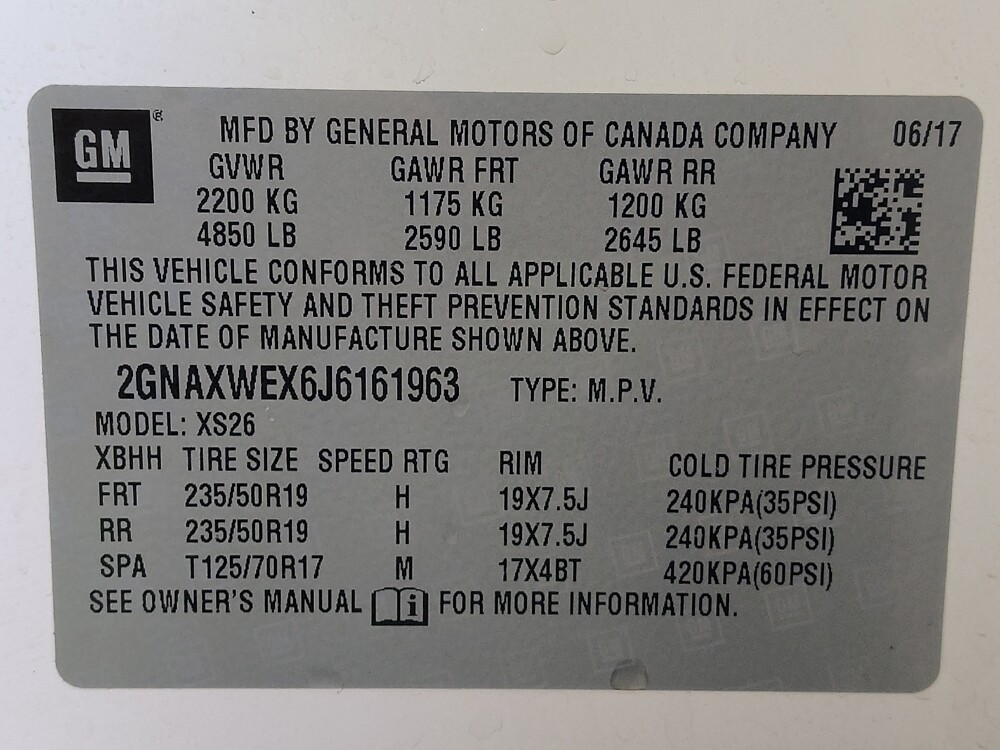 GM ®
MFD BY GENERAL MOTORS OF CANADA COMPANY 06/17
GVWR GAWR FRT GAWR RR
2200 KG 1175 KG 1200 KG
4850 LB 2590 LB 2645 LB
THIS VEHICLE CONFORMS TO ALL APPLICABLE U.S. FEDERAL MOTOR
VEHICLE SAFETY AND THEFT PREVENTION STANDARDS IN EFFECT ON
THE DATE OF MANUFACTURE SHOWN ABOVE.
2GNAXWEX6J6161963 TYPE: M.P.V.
MODEL: XS26
XBHH TIRE SIZE SPEED RTG RIM COLD TIRE PRESSURE
FRT 235/50R19 H 19X7.5J 240KPA(35PSI)
RR 235/50R19 H 19X7.5J 240KPA(35PSI)
SPA T125/70R17 M 17X4BT 420KPA(60PSI)
SEE OWNER'S MANUAL i FOR MORE INFORMATION.